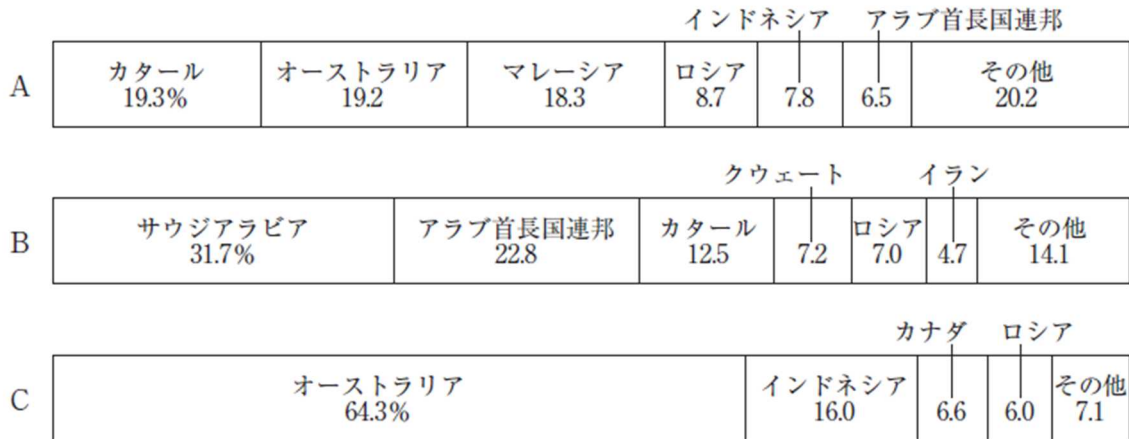 インドネシア アラブ首長国連邦
A カタール オーストラリア マレーシア ロシア その他
19.3% 19.2 18.3 8.7 7.8 6.5 20.2
クウェート イラン
B サウジアラビア アラブ首長国連邦 カタール ロシア その他
31.7% 22.8 12.5 7.2 7.0 4.7 14.1
カナダ ロシア
C オーストラリア インドネシア その他
64.3% 16.0 6.6 6.0 7.1